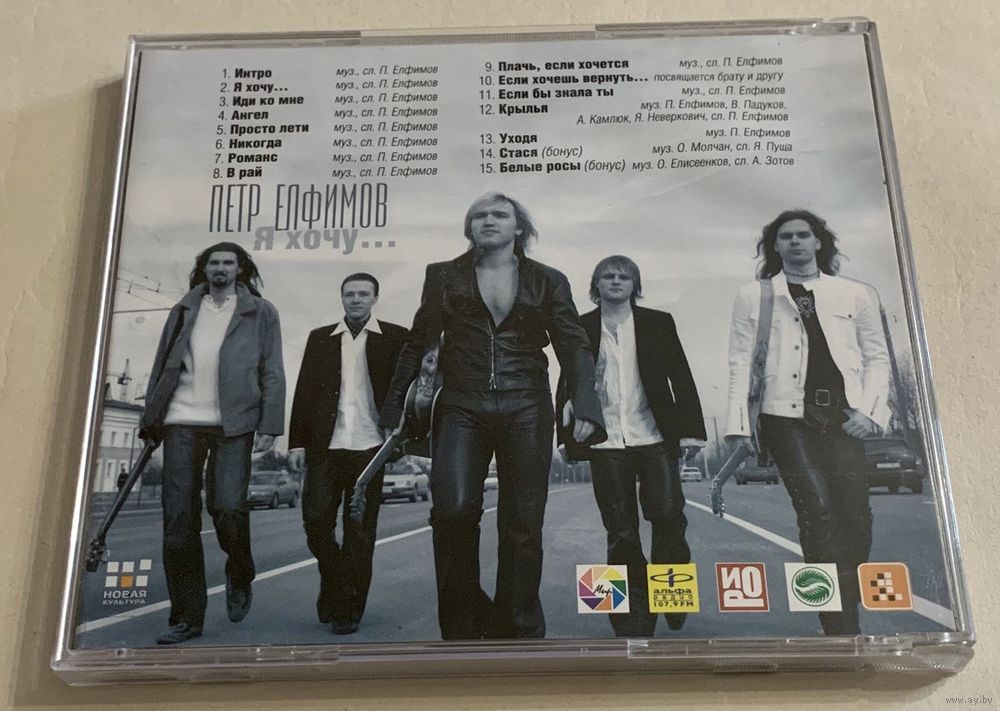 1. Интро муз., сл. П. Елфимов
2. Я хочу... муз., сл. П. Елфимов
3. Иди ко мне муз., сл. П. Елфимов
4. Ангел муз., сл. П. Елфимов
5. Просто лети муз., сл. П. Елфимов
6. Никогда муз., сл. П. Елфимов
7. Романс муз., сл. П. Елфимов
8. В рай муз., сл. П. Елфимов
9. Плачь, если хочется муз., сл. П. Елфимов
10. Если хочешь вернуть... посвящается брату и другу
11. Если бы знала ты муз., сл. П. Елфимов
12. Крылья муз. П. Елфимов, В. Падуков,
А. Камлюк, Я. Неверкович, сл. П. Елфимов
13. Уходя муз. П. Елфимов
14. Стася (бонус) муз. О. Молчан, сл. Я. Пуща
15. Белые росы (бонус) муз. О. Елисеенков, сл. А. Зотов
ПЕТР ЕЛФИМОВ
Я хочу...
НОВАЯ
КУЛЬТУРА
Мир
альфа
радио
107,9 FM
www.ay.by